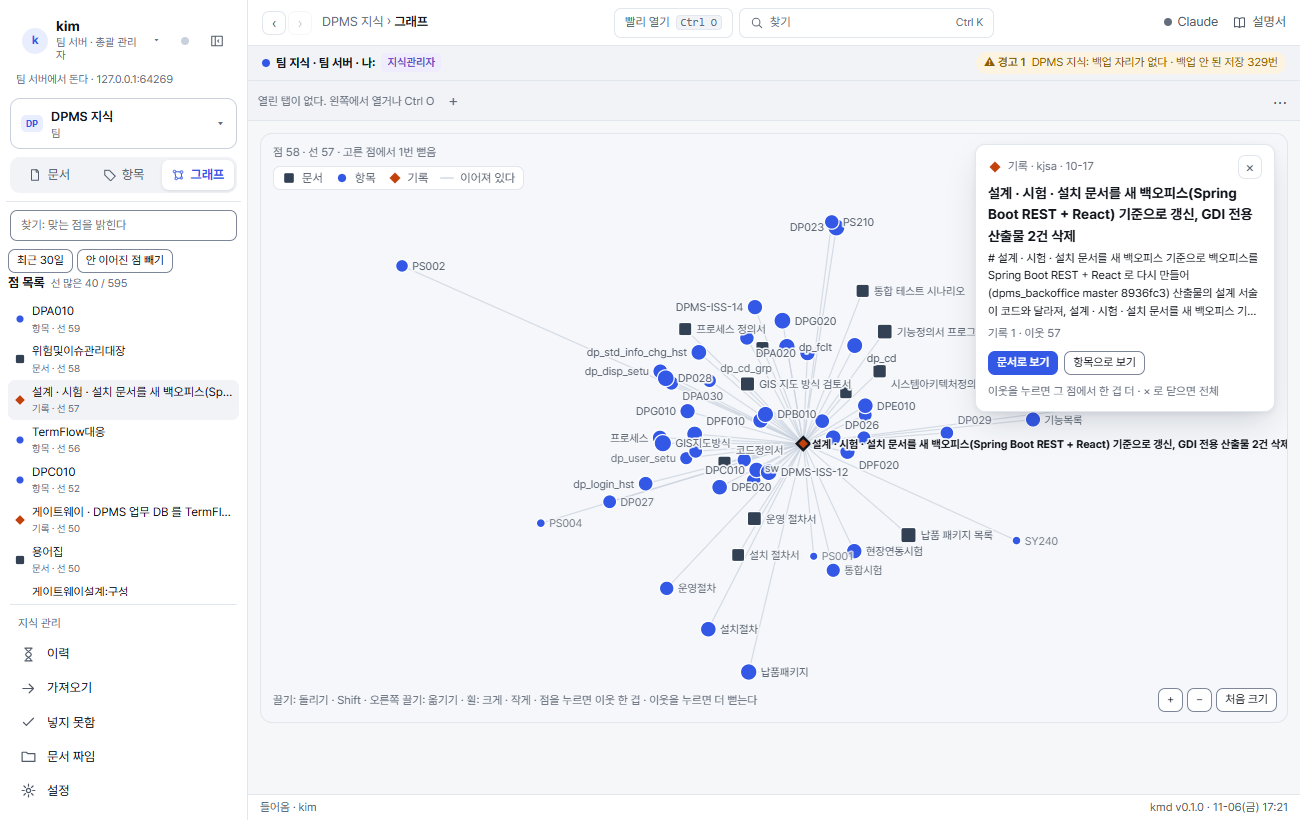 k
kim
팀 서버 · 총괄 관리
자
팀 서버에서 돈다 · 127.0.0.1:64269
DP
DPMS 지식
팀
문서
항목
그래프
찾기: 맞는 점을 밝힌다
최근 30일
안 이어진 점 빼기
점 목록 선 많은 40 / 595
DPA010
항목 · 선 59
위험및이슈관리대장
문서 · 선 58
설계 · 시험 · 설치 문서를 새 백오피스(Sp...
기록 · 선 57
TermFlow대응
항목 · 선 56
DPC010
항목 · 선 52
게이트웨이 · DPMS 업무 DB 를 TermFl...
기록 · 선 50
용어집
문서 · 선 50
게이트웨이설계:구성
지식 관리
이력
가져오기
넣지 못함
문서 짜임
설정
‹
›
DPMS 지식 › 그래프
빨리 열기 Ctrl O
찾기 Ctrl K
Claude
설명서
팀 지식 · 팀 서버 · 나: 지식관리자
경고 1 DPMS 지식: 백업 자리가 없다 · 백업 안 된 저장 329번
열린 탭이 없다. 왼쪽에서 열거나 Ctrl O +
...
점 58 · 선 57 · 고른 점에서 1번 뻗음
문서
항목
기록
이어져 있다
DP023
PS210
PS002
통합 테스트 시나리오
DPMS-ISS-14
DPG020
프로세스 정의서
기능정의서 프로그
dp_std_info_chg_hst
DPA020
dp_fclt
dp_cd
dp_disp_setu
DP028
dp_cd_grp
GIS 지도 방식 검토서
시스템아키텍처정의
DPA030
DPG010
DPF010
DPB010
DPE010
DP026
DP029
기능목록
프로세스
GIS지도방식
코드정의서
설계 · 시험 · 설치 문서를 새 백오피스(Spring Boot REST + React) 기준으로 갱신, GDI 전용 산출물 2건 삭제
dp_user_setu
DPC010
SW
DPMS-ISS-12
DPF020
dp_login_hst
DPE020
DP027
PS004
운영 절차서
납품 패키지 목록
SY240
설치 절차서
PS001
현장연동시험
통합시험
운영절차
설치절차
납품패키지
기록 · kjsa · 10-17
×
설계 · 시험 · 설치 문서를 새 백오피스(Spring
Boot REST + React) 기준으로 갱신, GDI 전용
산출물 2건 삭제
# 설계 · 시험 · 설치 문서를 새 백오피스 기준으로 백오피스를
Spring Boot REST + React 로 다시 만들어
(dpms_backoffice master 8936fc3) 산출물의 설계 서술
이 코드와 달라져, 설계 · 시험 · 설치 문서를 새 백오피스 기...
기록 1 · 이웃 57
문서로 보기
항목으로 보기
이웃을 누르면 그 점에서 한 겹 더 · × 로 닫으면 전체
끌기: 돌리기 · Shift · 오른쪽 끌기: 옮기기 · 휠: 크게 · 작게 · 점을 누르면 이웃 한 겹 · 이웃을 누르면 더 뻗는다
+
−
처음 크기
들어옴 · kim
kmd v0.1.0 · 11-06(금) 17:21